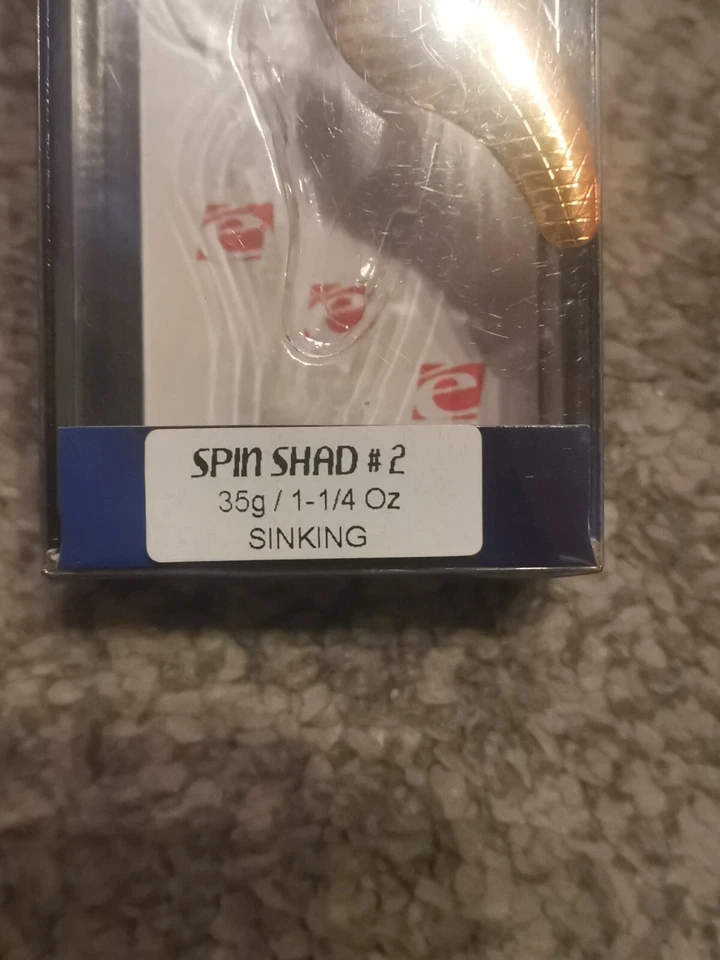 e
e
e
SPIN SHAD # 2
35g / 1-1/4 Oz
SINKING